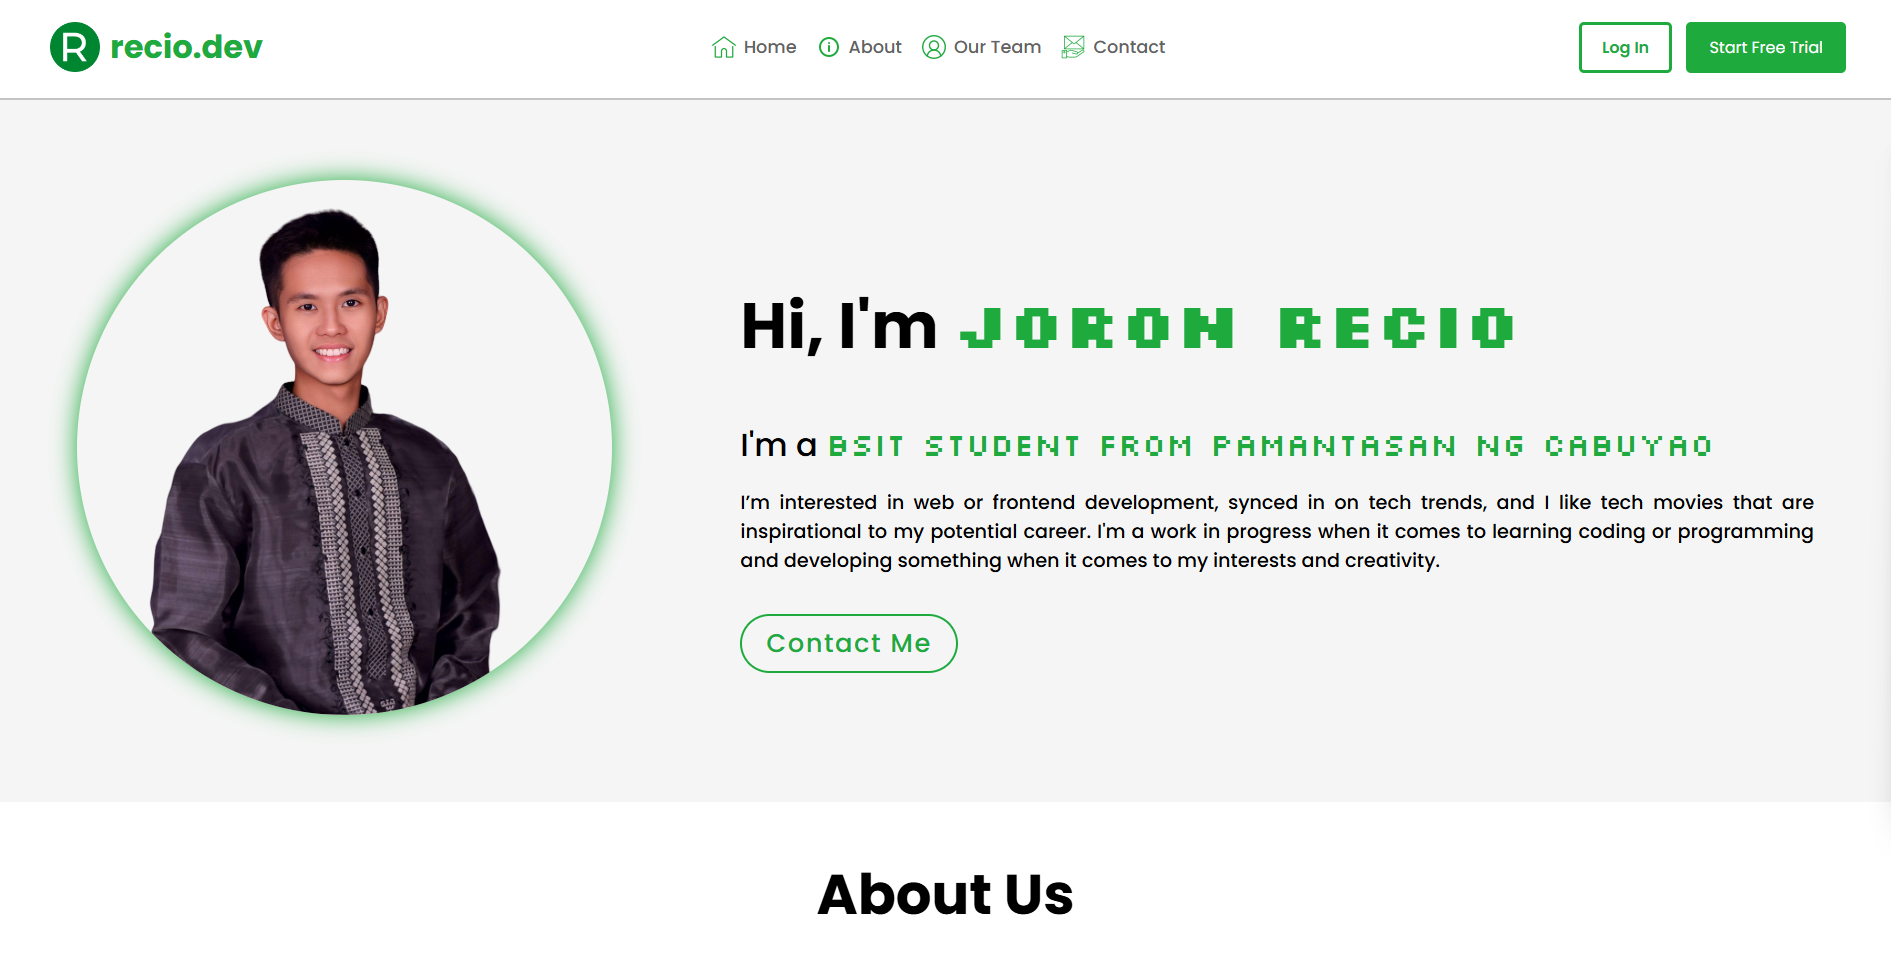 R recio.dev
Home About Our Team Contact
Log In Start Free Trial
Hi, I'm JORON RECIO
I'm a BSIT STUDENT FROM PAMANTASAN NG CABUYAO
I’m interested in web or frontend development, synced in on tech trends, and I like tech movies that are
inspirational to my potential career. I'm a work in progress when it comes to learning coding or programming
and developing something when it comes to my interests and creativity.
Contact Me
About Us